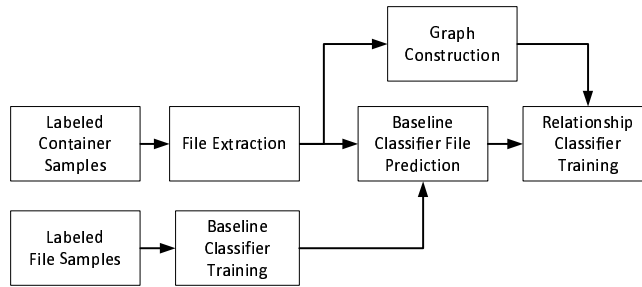 Graph
Construction
Labeled
Container
Samples
File Extraction
Baseline
Classifier File
Prediction
Relationship
Classifier
Training
Labeled
File Samples
Baseline
Classifier
Training